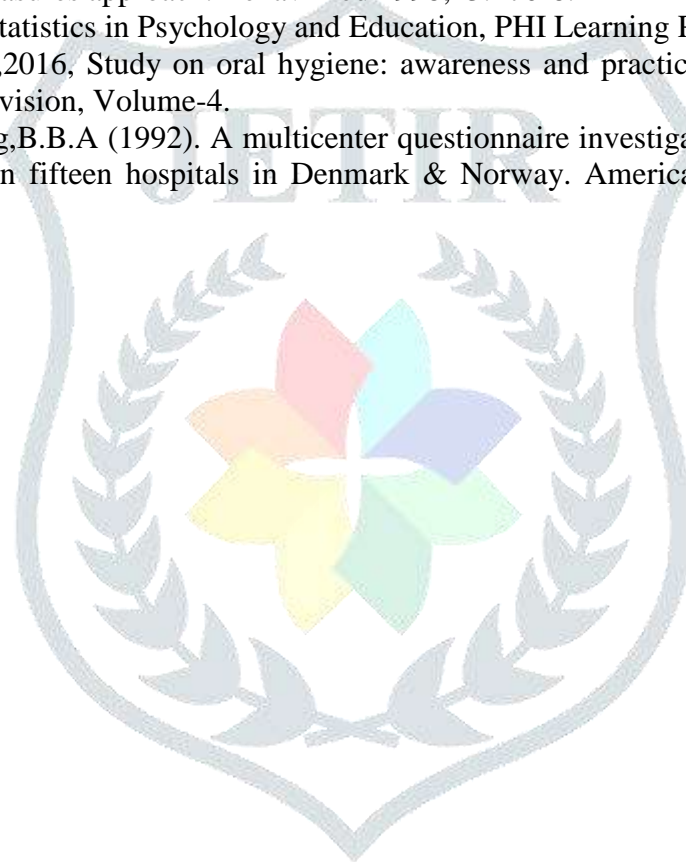 tatistics in Psychology and Education, PHI Learning
,2016, Study on oral hygiene: awareness and practic
vision, Volume-4.
g,B.B.A (1992). A multicenter questionnaire investiga
n fifteen hospitals in Denmark & Norway. America
JETIR